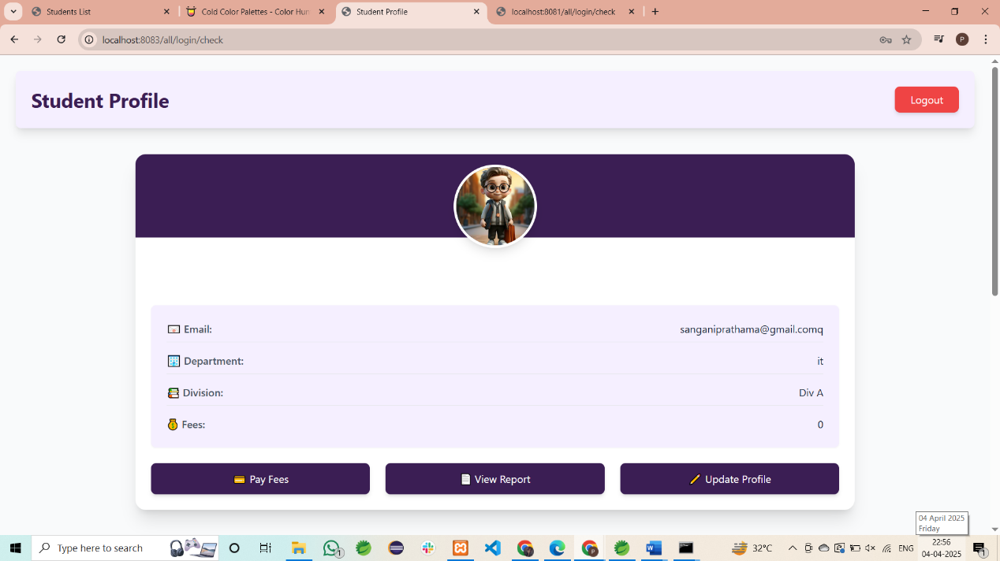 Students List
Cold Color Palettes - Color Hun
Student Profile
localhost:8081/all/login/check
localhost:8083/all/login/check
P
Student Profile
Logout
Email:
sanganiprathama@gmail.comq
Department:
it
Division:
Div A
Fees:
0
Pay Fees
View Report
Update Profile
04 April 2025
Friday
Type here to search
1
32°C
ENG
22:56
04-04-2025
1